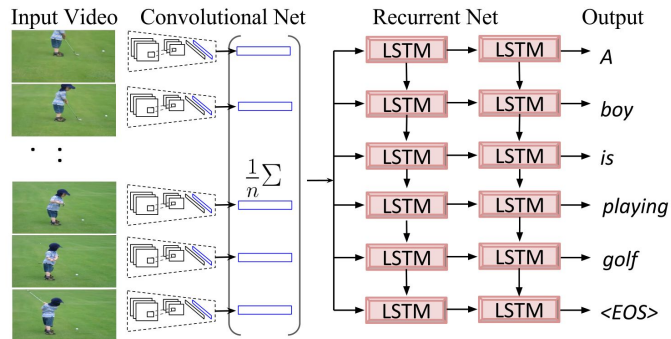 Input Video Convolutional Net Recurrent Net Output
LSTM LSTM A
LSTM LSTM boy
1/n ∑
LSTM LSTM is
LSTM LSTM playing
LSTM LSTM golf
LSTM LSTM <EOS>